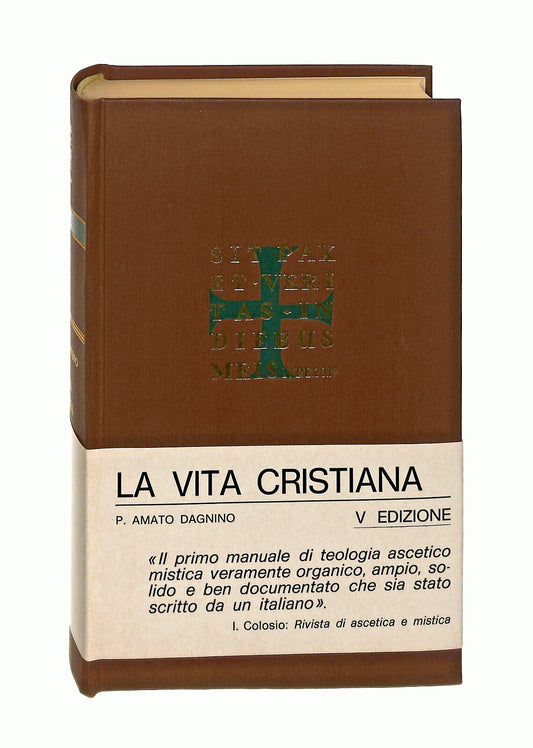 SIT PAX
ET·VERI
TAS·IN
DIEBUS
MEIS
LA VITA CRISTIANA
P. AMATO DAGNINO
V EDIZIONE
«Il primo manuale di teologia ascetico
mistica veramente organico, ampio, so-
lido e ben documentato che sia stato
scritto da un italiano».
I. Colosio: Rivista di ascetica e mistica